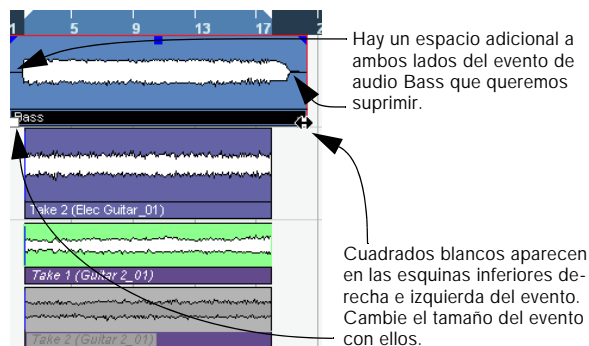 1 5 9 13 17 2
Hay un espacio adicional a
ambos lados del evento de
audio Bass que queremos
suprimir.
Bass
Take 2 (Elec Guitar_01)
Take 1 (Guitar 2_01)
Take 2 (Guitar 2_01)
Cuadrados blancos aparecen
en las esquinas inferiores de-
recha e izquierda del evento.
Cambie el tamaño del evento
con ellos.